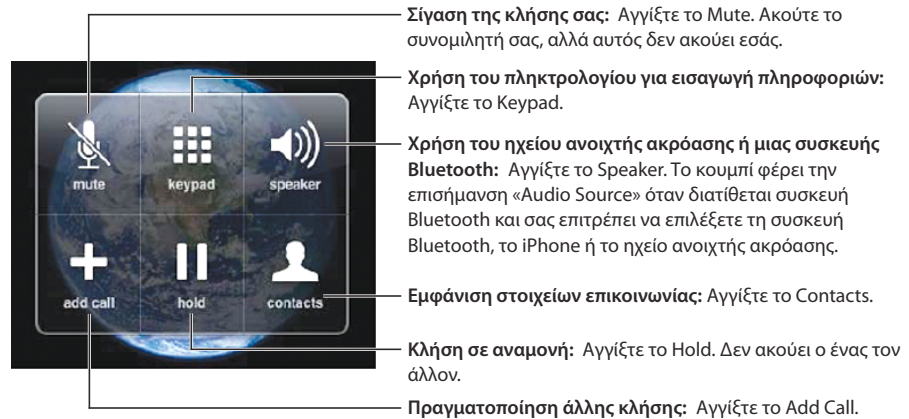 Σίγαση της κλήσης σας: Αγγίξτε το Mute. Ακούτε το
συνομιλητή σας, αλλά αυτός δεν ακούει εσάς.
Χρήση του πληκτρολογίου για εισαγωγή πληροφοριών:
Αγγίξτε το Keypad.
Χρήση του ηχείου ανοιχτής ακρόασης ή μιας συσκευής
Bluetooth: Αγγίξτε το Speaker. Το κουμπί φέρει την
επισήμανση «Audio Source» όταν διατίθεται συσκευή
Bluetooth και σας επιτρέπει να επιλέξετε τη συσκευή
Bluetooth, το iPhone ή το ηχείο ανοιχτής ακρόασης.
Εμφάνιση στοιχείων επικοινωνίας: Αγγίξτε το Contacts.
Κλήση σε αναμονή: Αγγίξτε το Hold. Δεν ακούει ο ένας τον
άλλον.
Πραγματοποίηση άλλης κλήσης: Αγγίξτε το Add Call.
mute keypad speaker
add call hold contacts